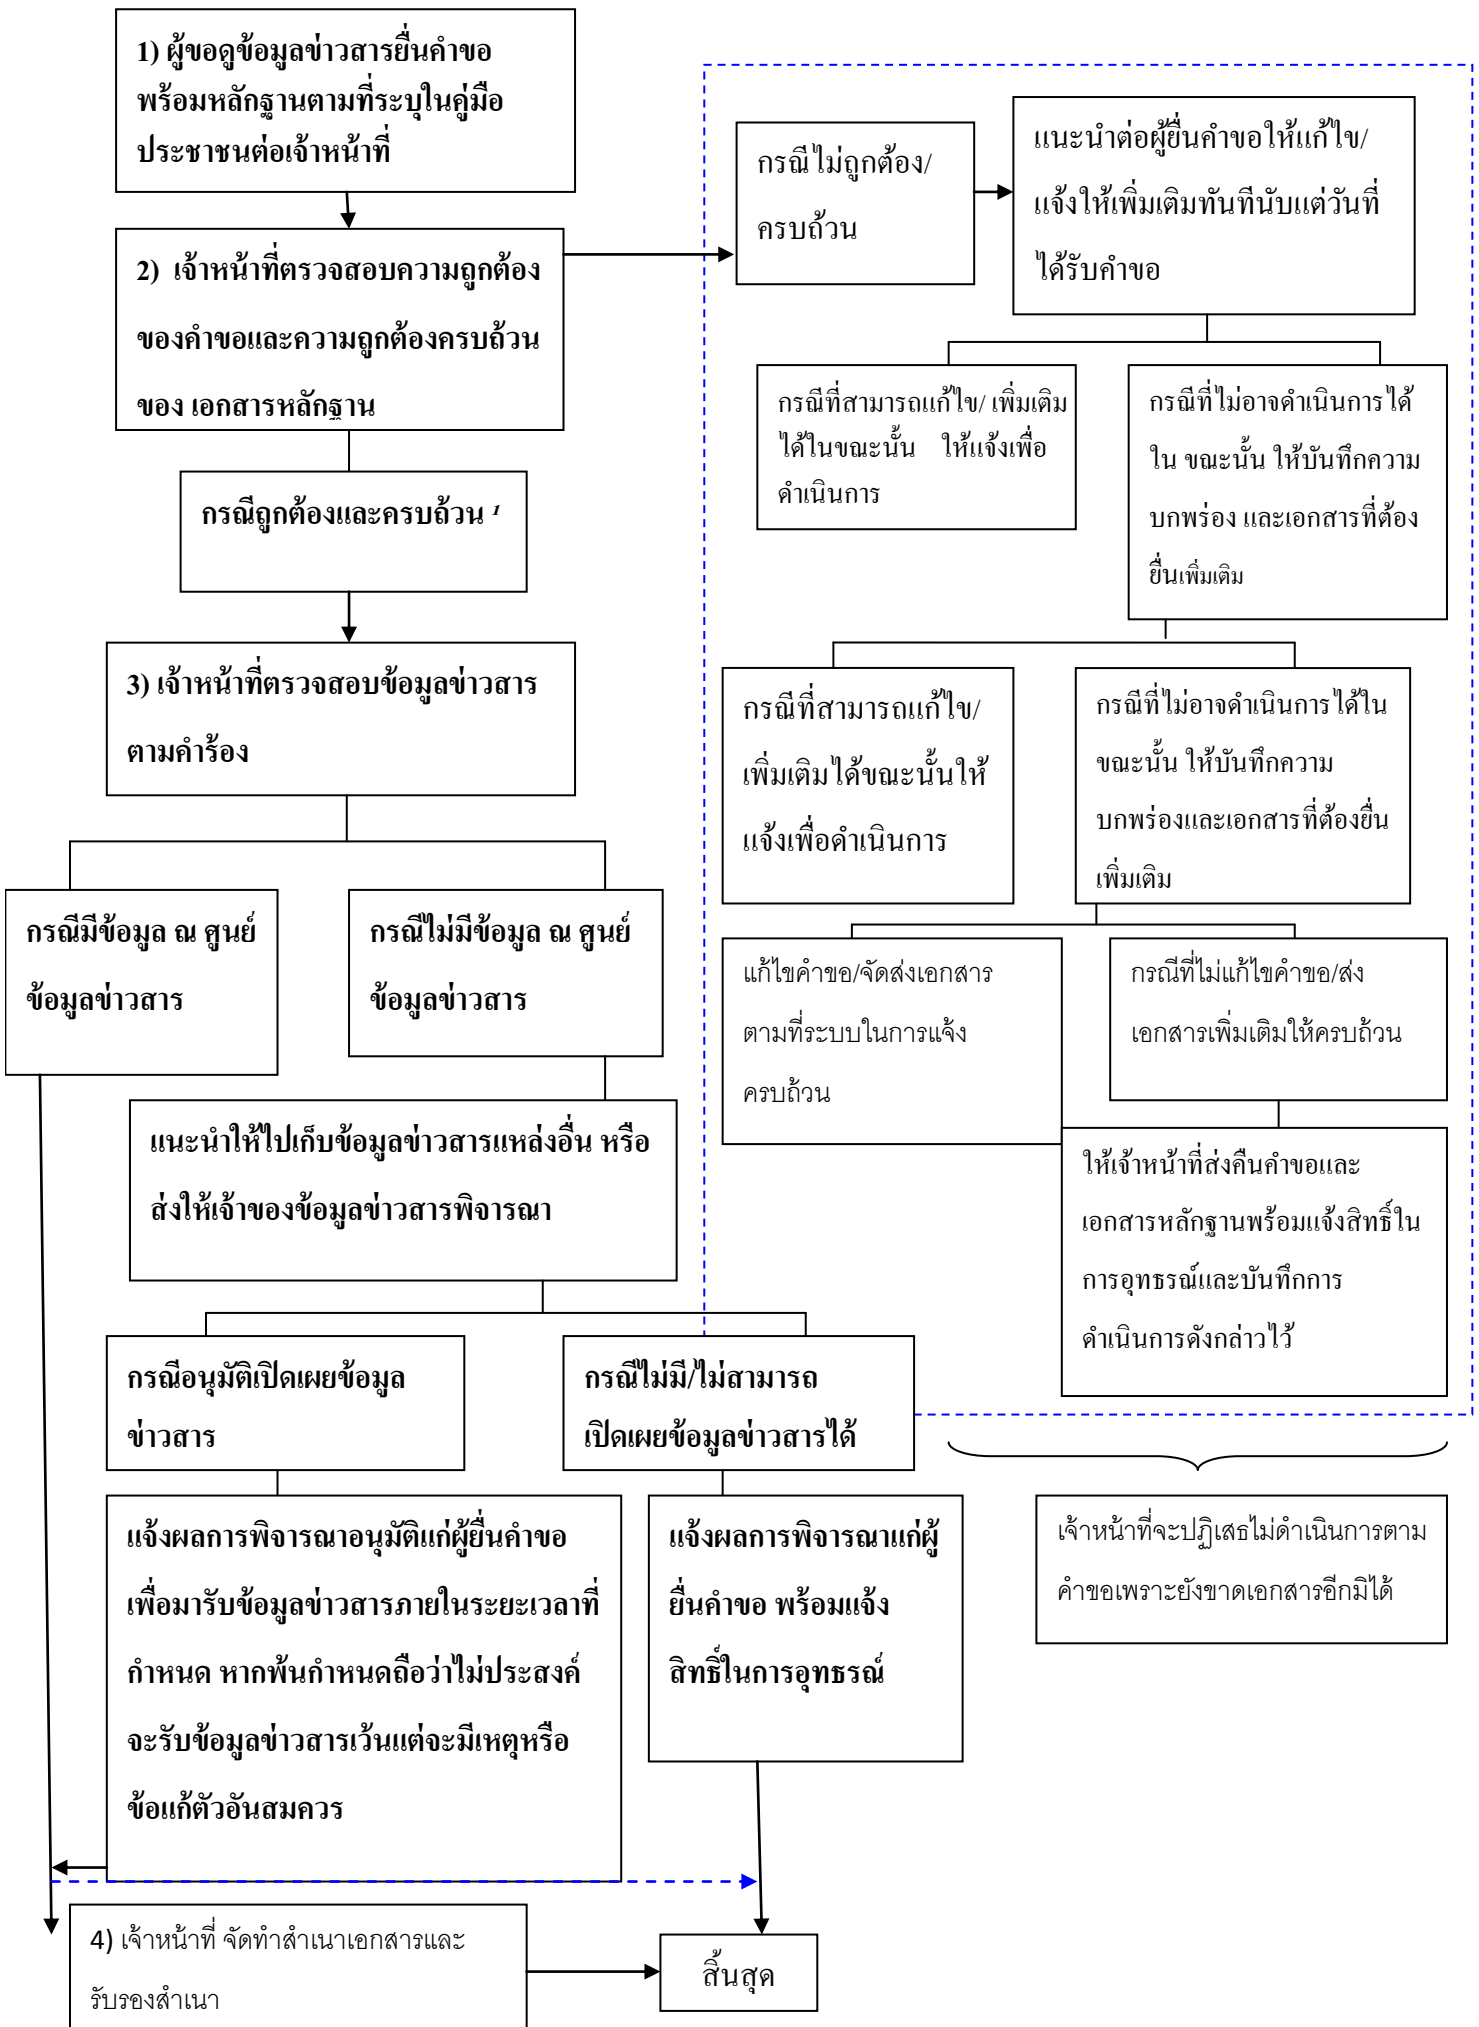 1) ผู้ขอดูข้อมูลข่าวสารยื่นคำขอ
พร้อมหลักฐานตามที่ระบุในคู่มือ
ประชาชนต่อเจ้าหน้าที่
2) เจ้าหน้าที่ตรวจสอบความถูกต้อง
ของคำขอและความถูกต้องครบถ้วน
ของ เอกสารหลักฐาน
กรณีไม่ถูกต้อง/
ครบถ้วน
แนะนำต่อผู้ยื่นคำขอให้แก้ไข/
แจ้งให้เพิ่มเติมทันทีนับแต่วันที่
ได้รับคำขอ
กรณีที่สามารถแก้ไข/ เพิ่มเติม
ได้ในขณะนั้น ให้แจ้งเพื่อ
ดำเนินการ
กรณีที่ไม่อาจดำเนินการได้
ใน ขณะนั้น ให้บันทึกความ
บกพร่อง และเอกสารที่ต้อง
ยื่นเพิ่มเติม
กรณีถูกต้องและครบถ้วน 1
3) เจ้าหน้าที่ตรวจสอบข้อมูลข่าวสาร
ตามคำร้อง
กรณีที่สามารถแก้ไข/
เพิ่มเติมได้ขณะนั้นให้
แจ้งเพื่อดำเนินการ
กรณีที่ไม่อาจดำเนินการได้ใน
ขณะนั้น ให้บันทึกความ
บกพร่องและเอกสารที่ต้องยื่น
เพิ่มเติม
กรณีมีข้อมูล ณ ศูนย์
ข้อมูลข่าวสาร
กรณีไม่มีข้อมูล ณ ศูนย์
ข้อมูลข่าวสาร
แก้ไขคำขอ/จัดส่งเอกสาร
ตามที่ระบบในการแจ้ง
ครบถ้วน
กรณีที่ไม่แก้ไขคำขอ/ส่ง
เอกสารเพิ่มเติมให้ครบถ้วน
แนะนำให้ไปเก็บข้อมูลข่าวสารแหล่งอื่น หรือ
ส่งให้เจ้าของข้อมูลข่าวสารพิจารณา
ให้เจ้าหน้าที่ส่งคืนคำขอและ
เอกสารหลักฐานพร้อมแจ้งสิทธิ์ใน
การอุทธรณ์และบันทึกการ
ดำเนินการดังกล่าวไว้
กรณีอนุมัติเปิดเผยข้อมูล
ข่าวสาร
กรณีไม่มี/ไม่สามารถ
เปิดเผยข้อมูลข่าวสารได้
แจ้งผลการพิจารณาอนุมัติแก่ผู้ยื่นคำขอ
เพื่อมารับข้อมูลข่าวสารภายในระยะเวลาที่
กำหนด หากพ้นกำหนดถือว่าไม่ประสงค์
จะรับข้อมูลข่าวสารเว้นแต่จะมีเหตุหรือ
ข้อแก้ตัวอันสมควร
แจ้งผลการพิจารณาแก่ผู้
ยื่นคำขอ พร้อมแจ้ง
สิทธิ์ในการอุทธรณ์
เจ้าหน้าที่จะปฏิเสธไม่ดำเนินการตาม
คำขอเพราะยังขาดเอกสารอีกมิได้
4) เจ้าหน้าที่ จัดทำสำเนาเอกสารและ
รับรองสำเนา
สิ้นสุด